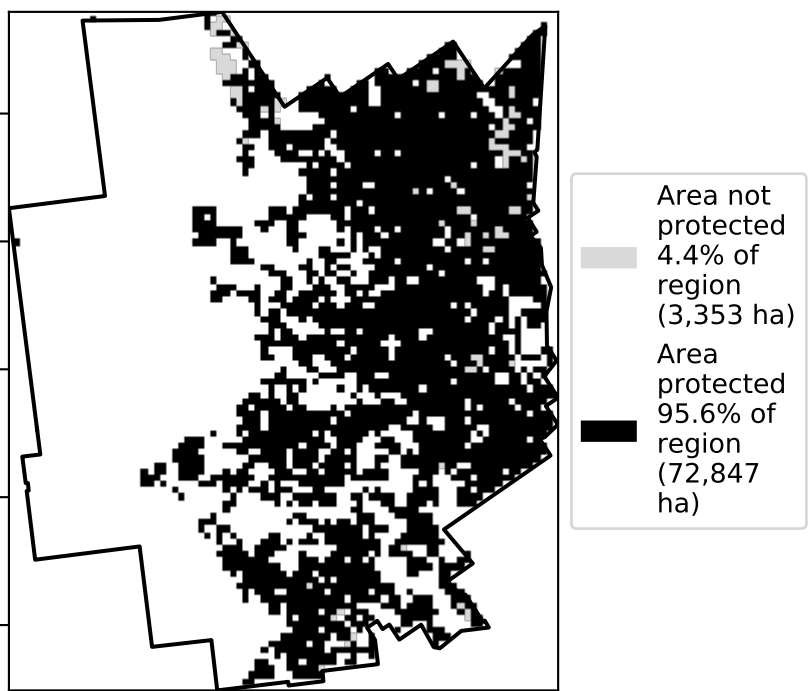 Area not
protected
4.4% of
region
(3,353 ha)
Area
protected
95.6% of
region
(72,847
ha)